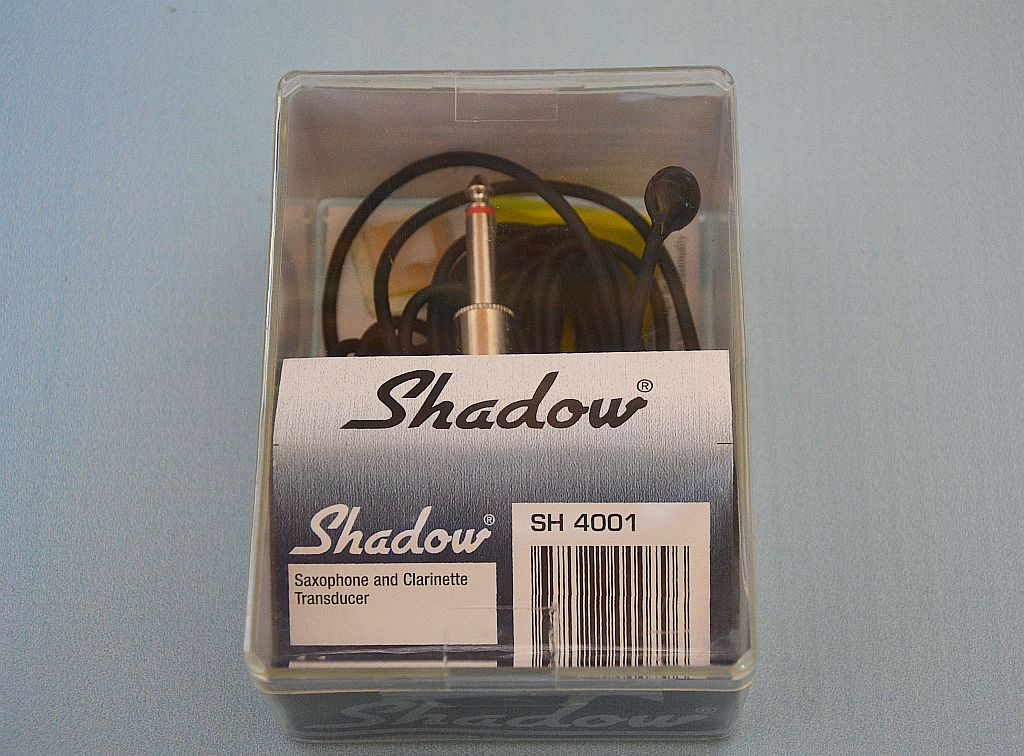 Shadow®
Shadow®
SH 4001
Saxophone and Clarinette
Transducer
Shadow®